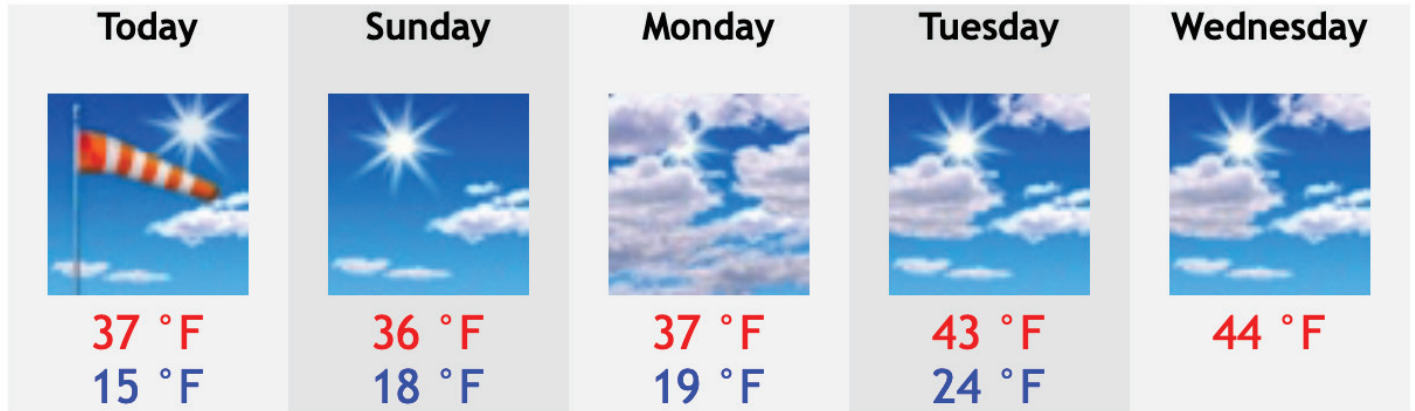 Today Sunday Monday Tuesday Wednesday
37 °F 36 °F 37 °F 43 °F 44 °F
15 °F 18 °F 19 °F 24 °F